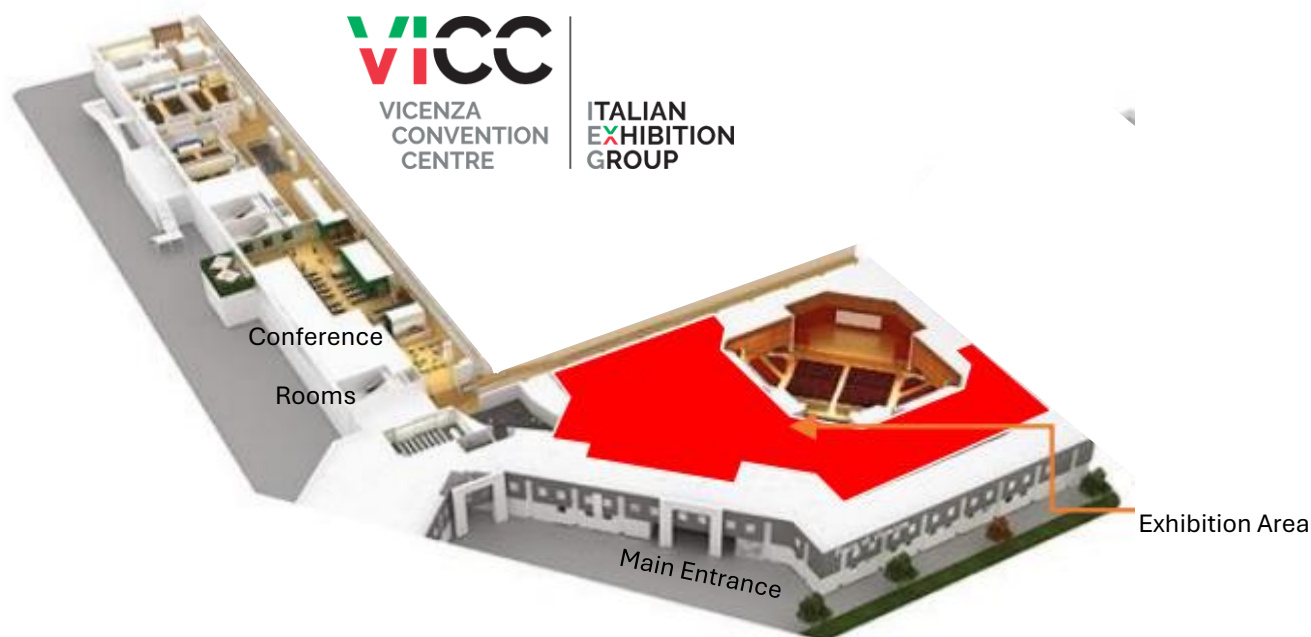 VICC
VICENZA
CONVENTION
CENTRE
ITALIAN
EXHIBITION
GROUP
Conference
Rooms
Exhibition Area
Main Entrance